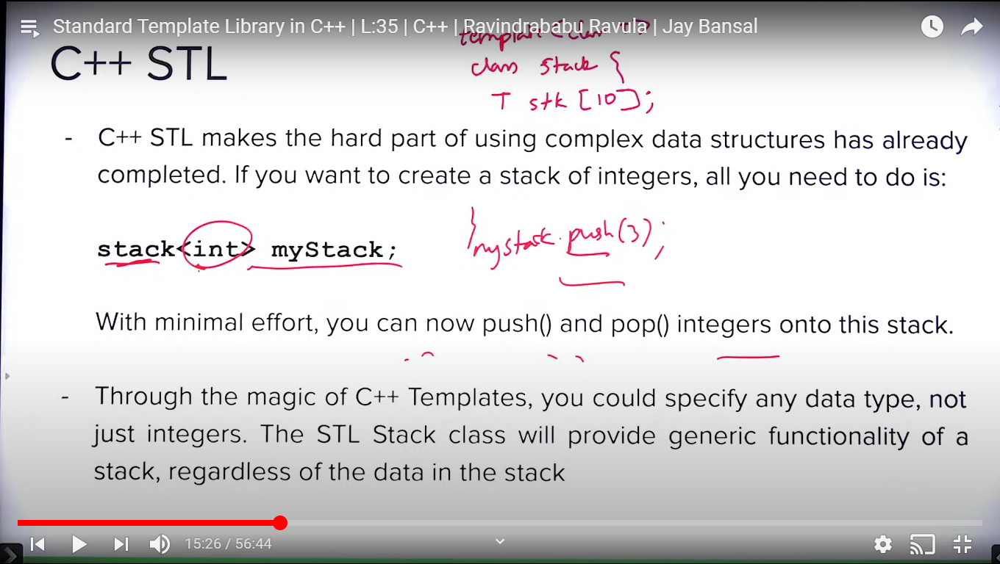 Standard Template Library in C++ | L:35 | C++ | Ravindrababu Ravula | Jay Bansal
C++ STL
class stack {
T stk [10];
- C++ STL makes the hard part of using complex data structures has already
completed. If you want to create a stack of integers, all you need to do is:
stack<int> myStack;
} mystack.push(3);
With minimal effort, you can now push() and pop() integers onto this stack.
- Through the magic of C++ Templates, you could specify any data type, not
just integers. The STL Stack class will provide generic functionality of a
stack, regardless of the data in the stack
15:26 / 56:44